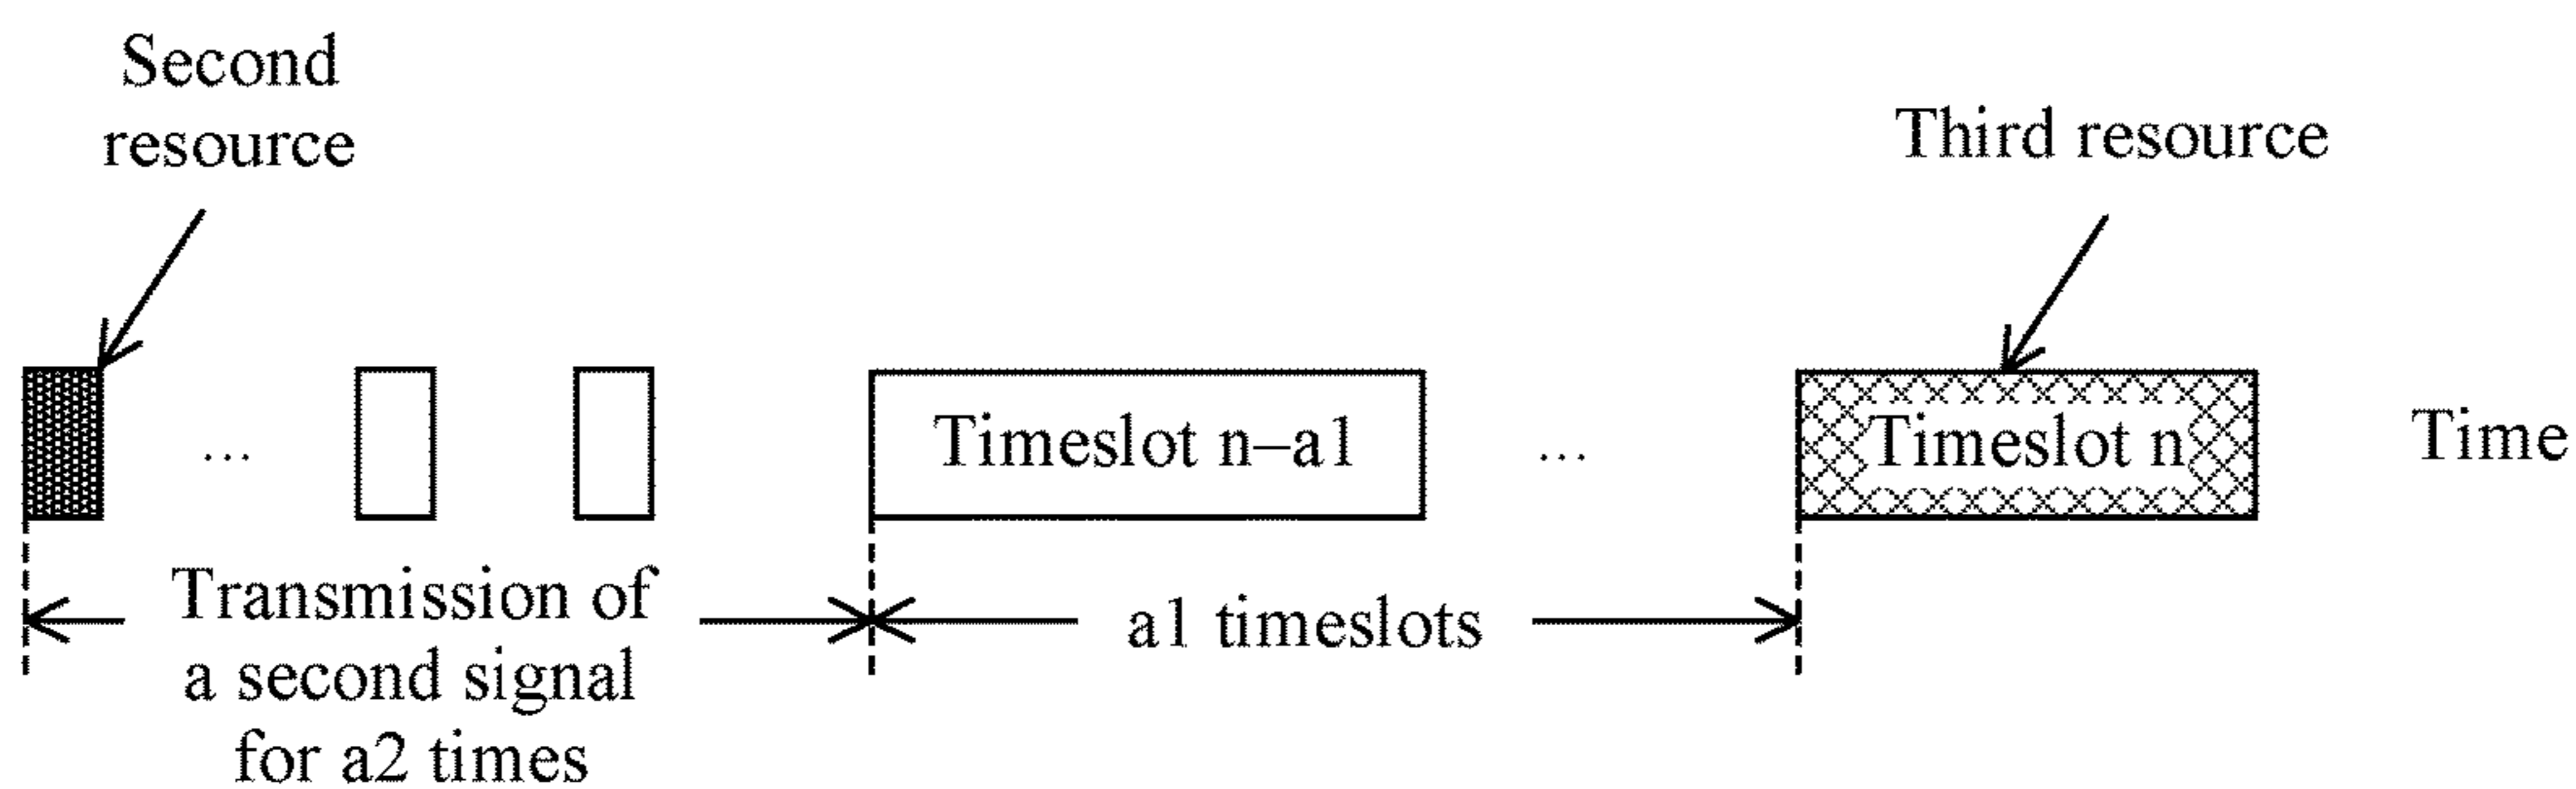 Second
resource
Third resource
...
Timeslot n–a1
...
Timeslot n
Time
Transmission of
a second signal
for a2 times
a1 timeslots